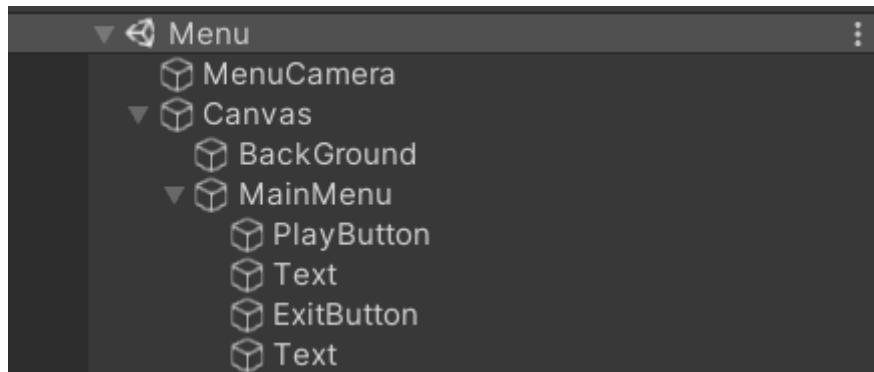 Menu
MenuCamera
Canvas
BackGround
MainMenu
PlayButton
Text
ExitButton
Text